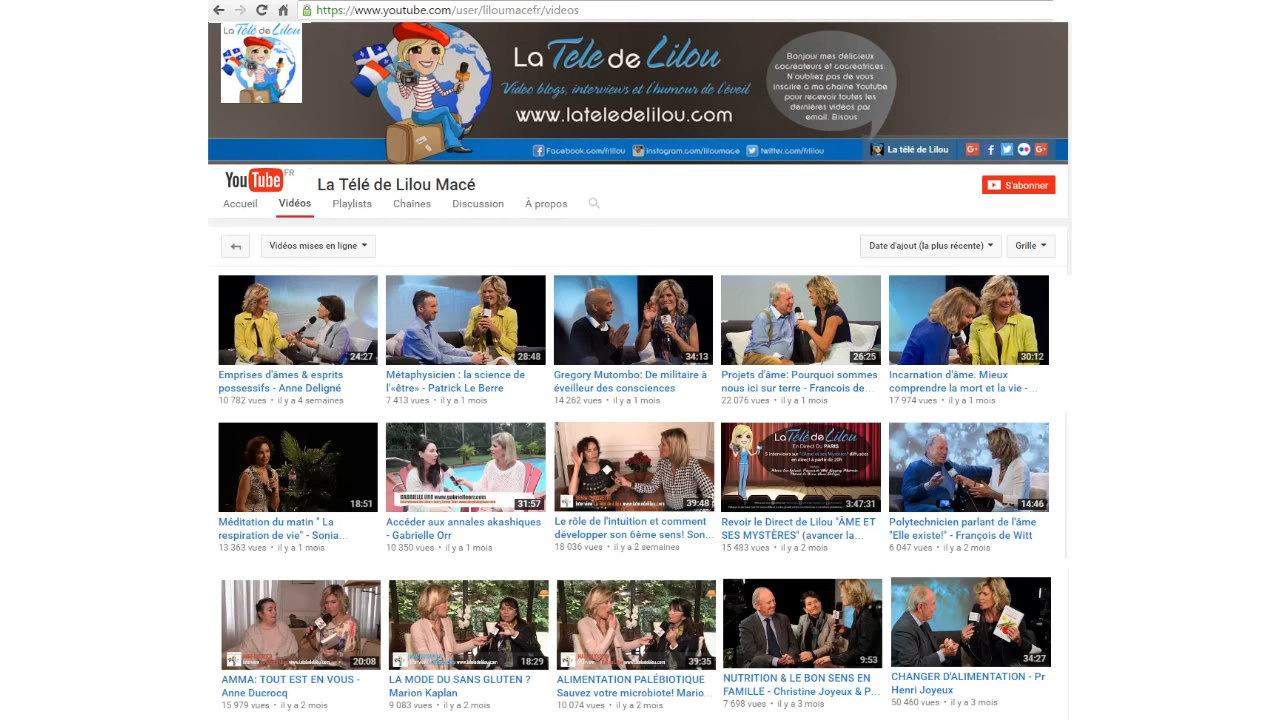 https://www.youtube.com/user/liloumacefr/videos
La Télé de Lilou
La Tele de Lilou
Video blogs, interviews et l'humour de l'éveil
www.lateledelilou.com
Bonjour mes délicieux
cocréateurs et cocréatrices.
N'oubliez pas de vous
inscrire à ma chaine Youtube
pour recevoir toutes les
dernières vidéos par
email. Bisous
Facebook.com/frlilou
instagram.com/liloumace
twitter.com/frlilou
La télé de Lilou
YouTube FR
La Télé de Lilou Macé
S'abonner
Accueil Vidéos Playlists Chaînes Discussion À propos
Vidéos mises en ligne
Date d'ajout (la plus récente)
Grille
24:27
28:48
34:13
26:25
30:12
Emprises d'âmes & esprits
possessifs - Anne Deligné
10 782 vues • il y a 4 semaines
Métaphysicien : la science de
l'«être» - Patrick Le Berre
7 413 vues • il y a 1 mois
Gregory Mutombo: De militaire à
éveilleur des consciences
14 262 vues • il y a 1 mois
Projets d'âme: Pourquoi sommes
nous ici sur terre - Francois de...
22 076 vues • il y a 1 mois
Incarnation d'âme. Mieux
comprendre la mort et la vie -...
17 974 vues • il y a 1 mois
18:51
GABRIELLE ORR www.gabrielleorr.com
31:57
39:48
La Télé de Lilou
En Direct Du PARIS
3:47:31
14:46
Méditation du matin " La
respiration de vie" - Sonia...
13 363 vues • il y a 1 mois
Accéder aux annales akashiques
- Gabrielle Orr
10 350 vues • il y a 1 mois
Le rôle de l'intuition et comment
développer son 6ème sens! Son...
18 036 vues • il y a 2 semaines
Revoir le Direct de Lilou "ÂME ET
SES MYSTÈRES" (avancer la...
15 483 vues • il y a 2 mois
Polytechnicien parlant de l'âme
"Elle existe!" - François de Witt
6 047 vues • il y a 2 mois
20:08
18:29
39:35
9:53
34:27
AMMA: TOUT EST EN VOUS -
Anne Ducrocq
15 979 vues • il y a 2 mois
LA MODE DU SANS GLUTEN ?
Marion Kaplan
9 083 vues • il y a 2 mois
ALIMENTATION PALÉBIOTIQUE
Sauvez votre microbiote! Mario...
10 074 vues • il y a 2 mois
NUTRITION & LE BON SENS EN
FAMILLE - Christine Joyeux & P...
7 698 vues • il y a 3 mois
CHANGER D'ALIMENTATION - Pr
Henri Joyeux
50 460 vues • il y a 3 mois